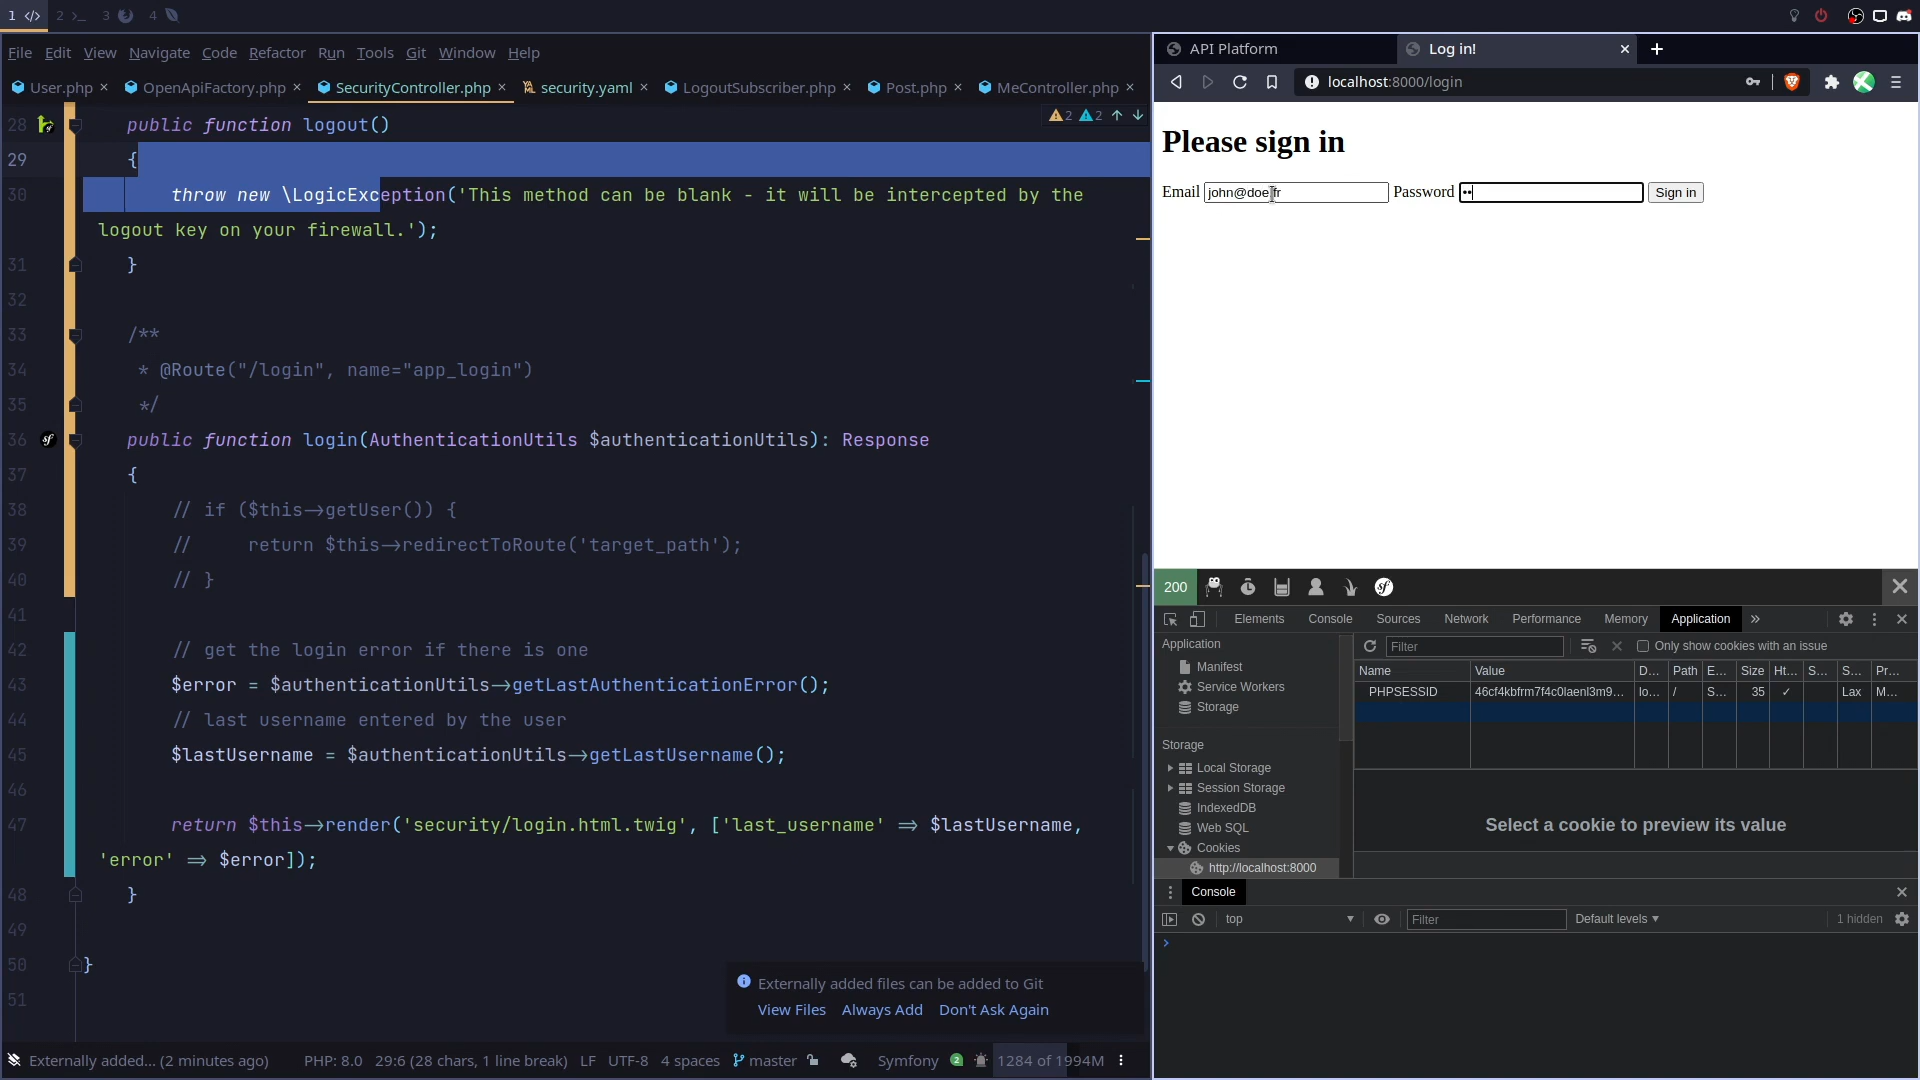 1 </> 2 >_ 3 4
File Edit View Navigate Code Refactor Run Tools Git Window Help
User.php × OpenApiFactory.php × SecurityController.php × security.yaml × LogoutSubscriber.php × Post.php × MeController.php ×
28 public function logout()
2 2
29 {
30 throw new \LogicException('This method can be blank - it will be intercepted by the
logout key on your firewall.');
31 }
32
33 /**
34 * @Route("/login", name="app_login")
35 */
36 public function login(AuthenticationUtils $authenticationUtils): Response
37 {
38 // if ($this->getUser()) {
39 // return $this->redirectToRoute('target_path');
40 // }
41
42 // get the login error if there is one
43 $error = $authenticationUtils->getLastAuthenticationError();
44 // last username entered by the user
45 $lastUsername = $authenticationUtils->getLastUsername();
46
47 return $this->render('security/login.html.twig', ['last_username' => $lastUsername,
'error' => $error]);
48 }
49
50 }
51
Externally added files can be added to Git
View Files Always Add Don't Ask Again
Externally added... (2 minutes ago) PHP: 8.0 29:6 (28 chars, 1 line break) LF UTF-8 4 spaces master Symfony 2 1284 of 1994M
API Platform Log in! × +
localhost:8000/login
Please sign in
Email john@doe.fr Password •• Sign in
200 sf
Elements Console Sources Network Performance Memory Application »
Application
Manifest
Service Workers
Storage
Storage
Local Storage
Session Storage
IndexedDB
Web SQL
Cookies
http://localhost:8000
Filter Only show cookies with an issue
Name Value D... Path E... Size Ht... S... S... Pr...
PHPSESSID 46cf4kbfrm7f4c0laenl3m9... lo... / S... 35 ✓ Lax M...
Select a cookie to preview its value
Console
top Filter Default levels 1 hidden
>